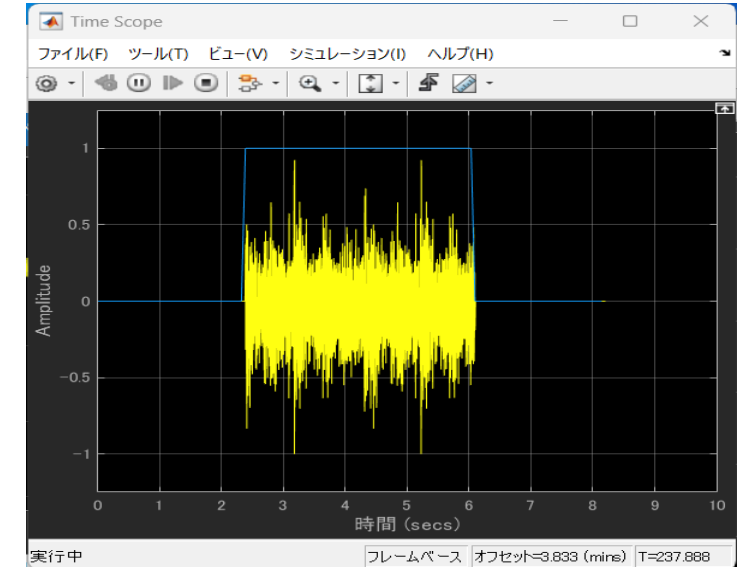 Time Scope
ファイル(F) ツール(T) ビュー(V) シミュレーション(I) ヘルプ(H)
1
0.5
0
-0.5
-1
Amplitude
0 1 2 3 4 5 6 7 8 9 10
時間 (secs)
実行中 フレームベース オフセット=3.833 (mins) T=237.888